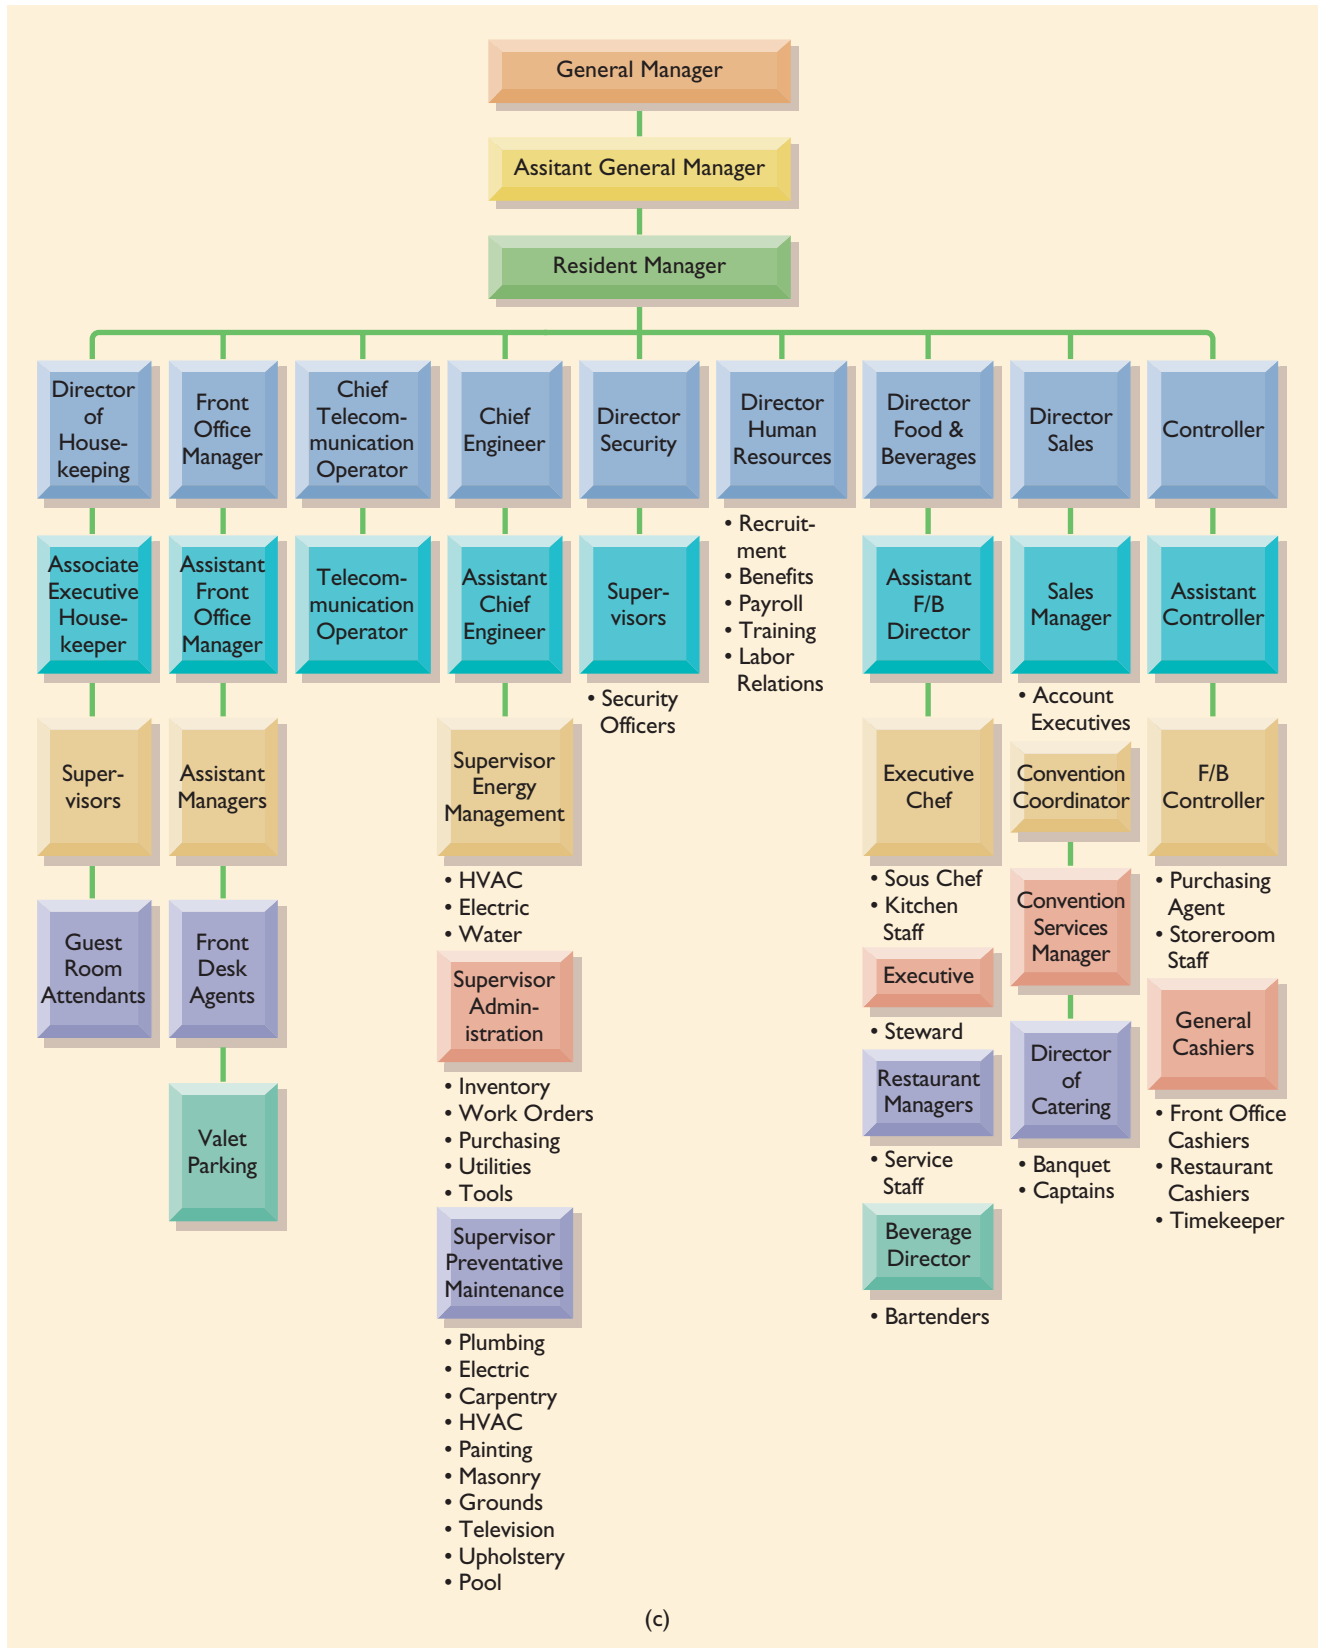 General Manager
Assitant General Manager
Resident Manager
Director
of
House-
keeping
Front
Office
Manager
Chief
Telecom-
munication
Operator
Chief
Engineer
Director
Security
Director
Human
Resources
Director
Food &
Beverages
Director
Sales
Controller
Associate
Executive
House-
keeper
Assistant
Front
Office
Manager
Telecom-
munication
Operator
Assistant
Chief
Engineer
Super-
visors
• Security
Officers
• Recruit-
ment
• Benefits
• Payroll
• Training
• Labor
Relations
Assistant
F/B
Director
Sales
Manager
• Account
Executives
Assistant
Controller
Super-
visors
Assistant
Managers
Supervisor
Energy
Management
• HVAC
• Electric
• Water
Executive
Chef
• Sous Chef
• Kitchen
Staff
Convention
Coordinator
F/B
Controller
• Purchasing
Agent
• Storeroom
Staff
Guest
Room
Attendants
Front
Desk
Agents
Supervisor
Admin-
istration
• Inventory
• Work Orders
• Purchasing
• Utilities
• Tools
Executive
• Steward
Convention
Services
Manager
General
Cashiers
• Front Office
Cashiers
• Restaurant
Cashiers
• Timekeeper
Valet
Parking
Restaurant
Managers
• Service
Staff
Director
of
Catering
• Banquet
• Captains
Supervisor
Preventative
Maintenance
• Plumbing
• Electric
• Carpentry
• HVAC
• Painting
• Masonry
• Grounds
• Television
• Upholstery
• Pool
Beverage
Director
• Bartenders
(c)